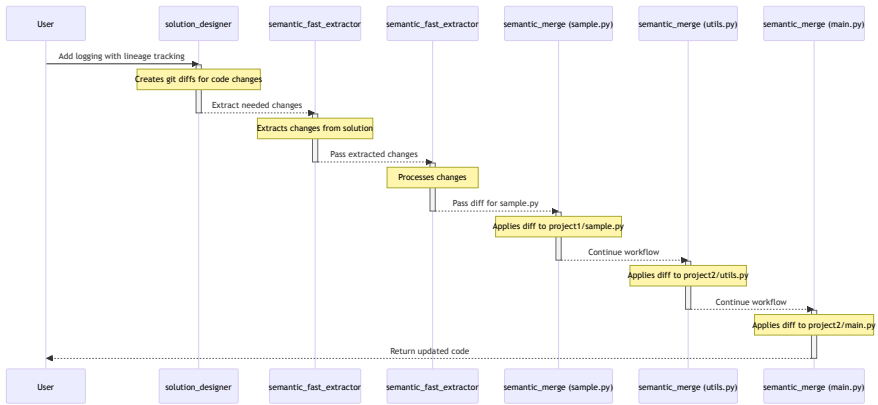 User
solution_designer
semantic_fast_extractor
semantic_fast_extractor
semantic_merge (sample.py)
semantic_merge (utils.py)
semantic_merge (main.py)
Add logging with lineage tracking
Creates git diffs for code changes
Extract needed changes
Extracts changes from solution
Pass extracted changes
Processes changes
Pass diff for sample.py
Applies diff to project1/sample.py
Continue workflow
Applies diff to project2/utils.py
Continue workflow
Applies diff to project2/main.py
Return updated code
User
solution_designer
semantic_fast_extractor
semantic_fast_extractor
semantic_merge (sample.py)
semantic_merge (utils.py)
semantic_merge (main.py)